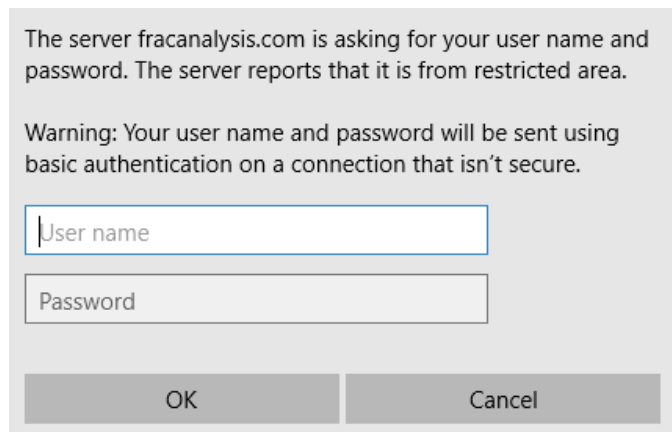 The server fracanalysis.com is asking for your user name and
password. The server reports that it is from restricted area.
Warning: Your user name and password will be sent using
basic authentication on a connection that isn’t secure.
User name
Password
OK Cancel